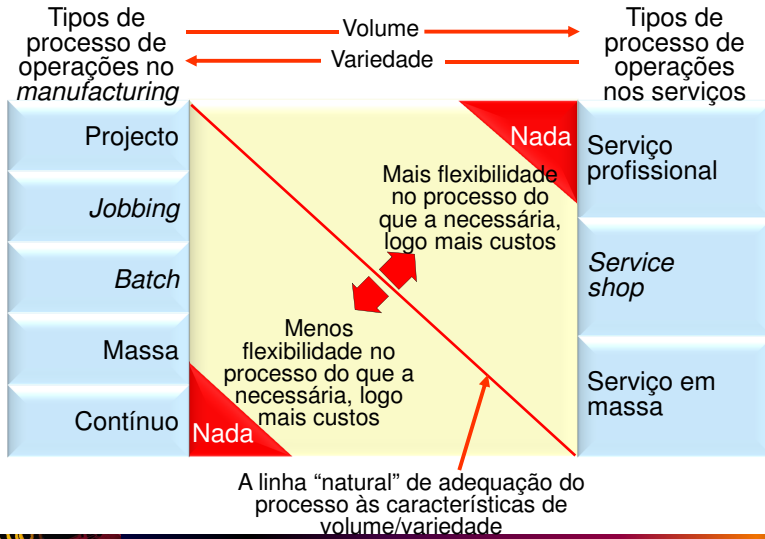 Tipos de
processo de
operações no
manufacturing
Volume
Variedade
Tipos de
processo de
operações
nos serviços
Projecto
Jobbing
Batch
Massa
Contínuo
Nada
Mais flexibilidade
no processo do
que a necessária,
logo mais custos
Menos
flexibilidade no
processo do que a
necessária, logo
mais custos
Nada
Serviço
profissional
Service
shop
Serviço em
massa
A linha “natural” de adequação do
processo às características de
volume/variedade